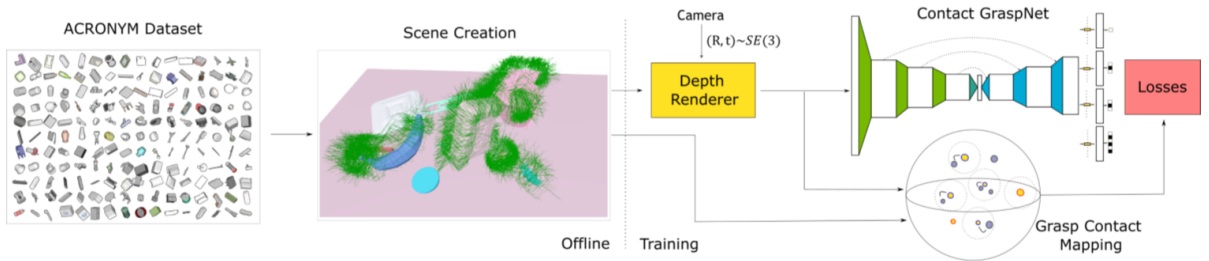 ACRONYM Dataset
Scene Creation
Camera
(R, t)~SE(3)
Depth
Renderer
Contact GraspNet
Losses
Grasp Contact
Mapping
Offline
Training